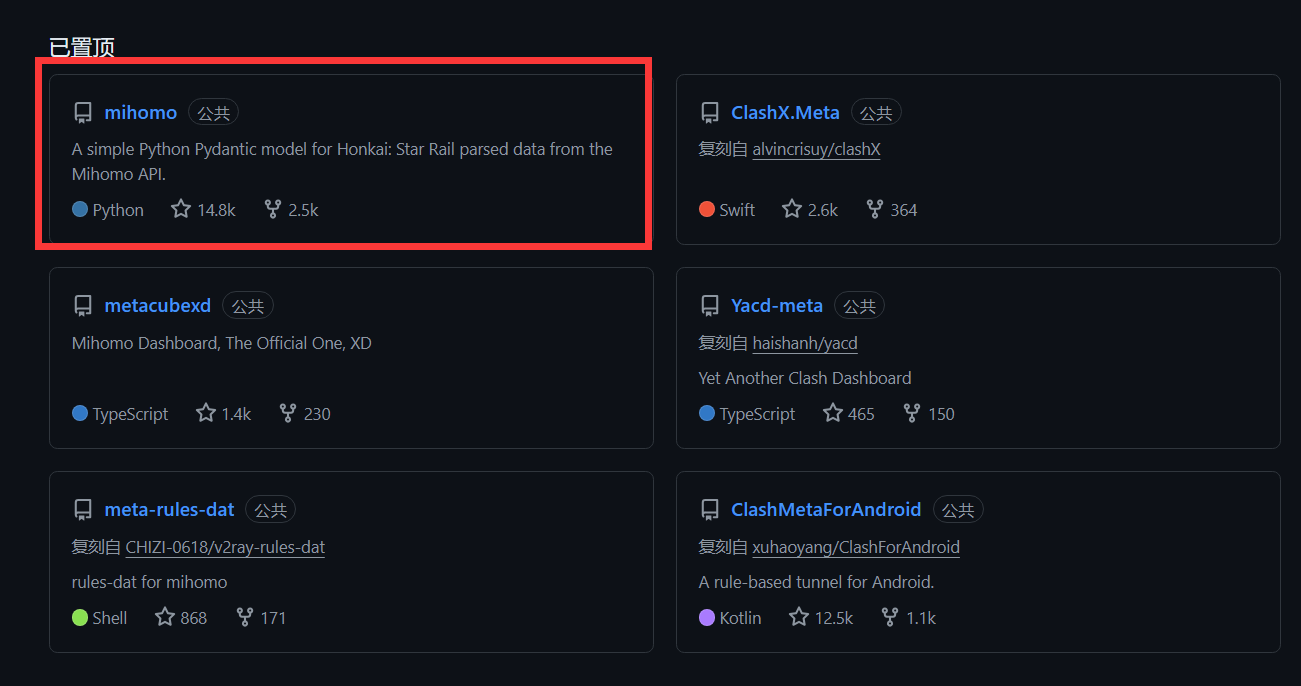 已置顶
mihomo 公共
A simple Python Pydantic model for Honkai: Star Rail parsed data from the
Mihomo API.
Python 14.8k 2.5k
ClashX.Meta 公共
复刻自 alvincrisuy/clashX
Swift 2.6k 364
metacubexd 公共
Mihomo Dashboard, The Official One, XD
TypeScript 1.4k 230
Yacd-meta 公共
复刻自 haishanh/yacd
Yet Another Clash Dashboard
TypeScript 465 150
meta-rules-dat 公共
复刻自 CHIZI-0618/v2ray-rules-dat
rules-dat for mihomo
Shell 868 171
ClashMetaForAndroid 公共
复刻自 xuhaoyang/ClashForAndroid
A rule-based tunnel for Android.
Kotlin 12.5k 1.1k